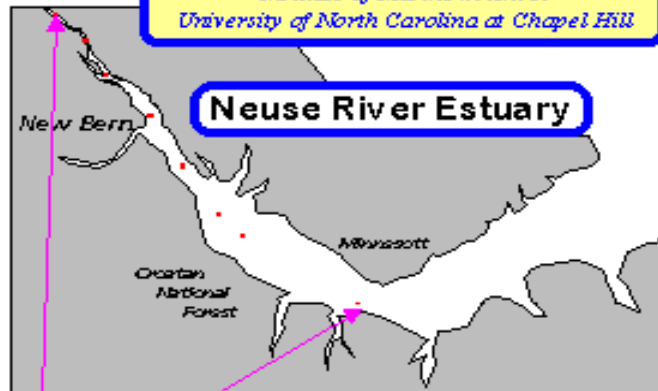 University of North Carolina at Chapel Hill
Neuse River Estuary
New Bern
Minnesott
Croatan
National
Forest